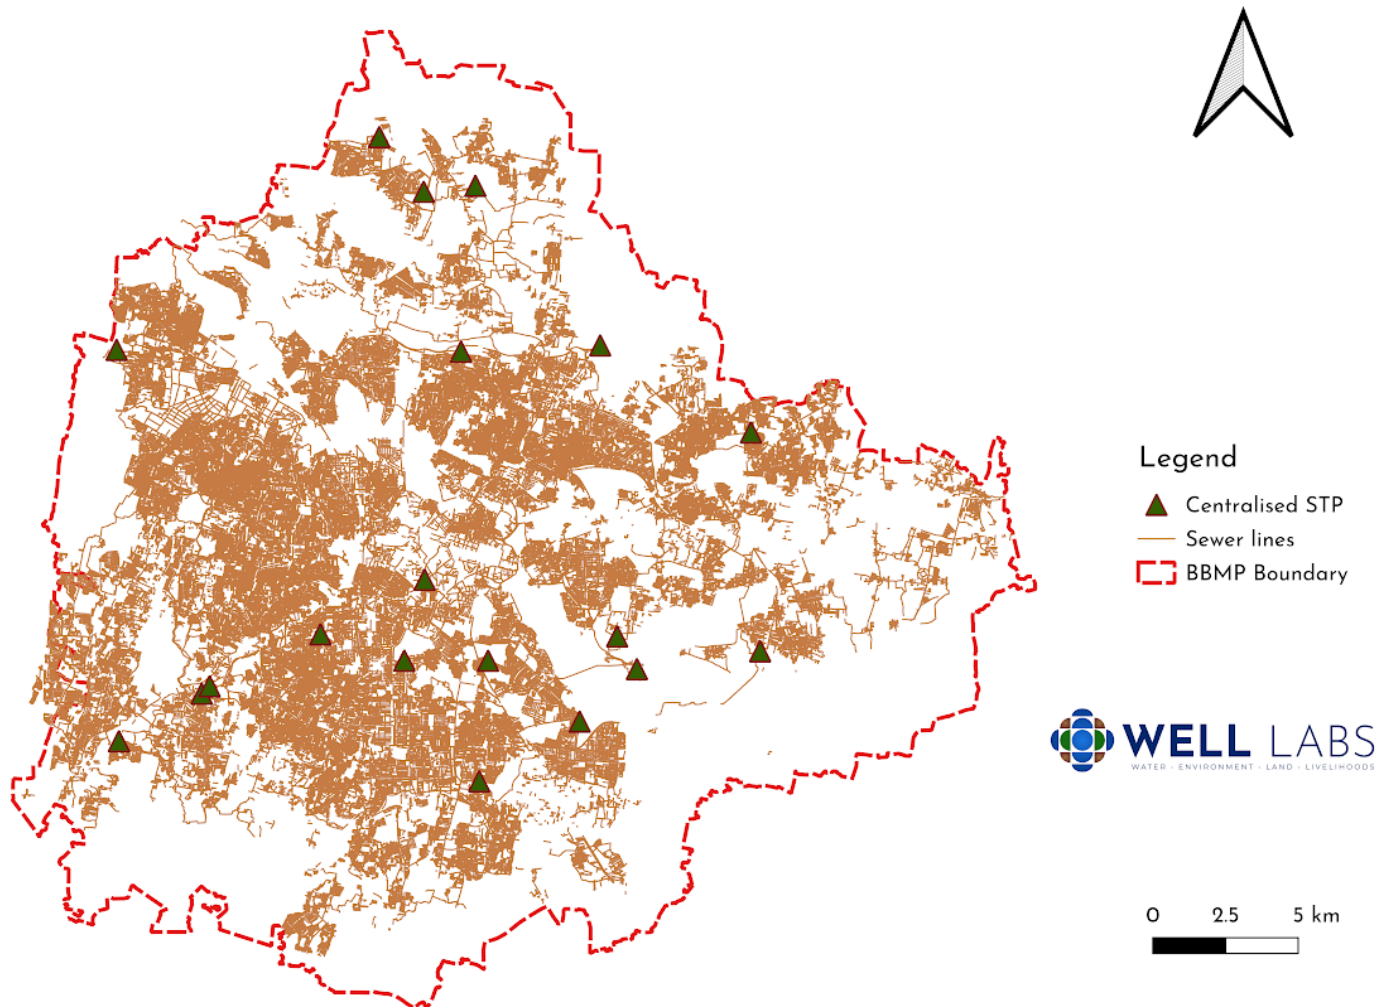 Legend
Centralised STP
Sewer lines
BBMP Boundary
WELL LABS
WATER - ENVIRONMENT - LAND - LIVELIHOODS
0 2.5 5 km